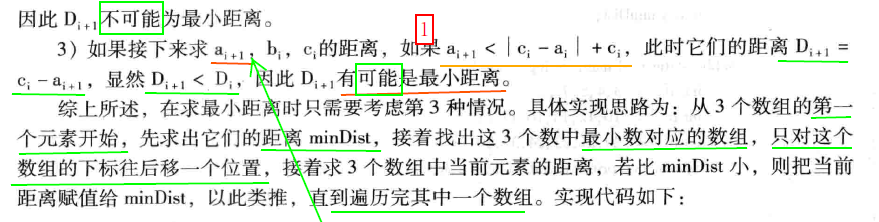 因此 Dᵢ₊₁不可能为最小距离。
1
3）如果接下来求 aᵢ₊₁，bᵢ，cᵢ的距离，如果 aᵢ₊₁ < | cᵢ - aᵢ | + cᵢ，此时它们的距离 Dᵢ₊₁ =
cᵢ - aᵢ₊₁，显然 Dᵢ₊₁ < Dᵢ，因此 Dᵢ₊₁有可能是最小距离。
综上所述，在求最小距离时只需要考虑第 3 种情况。具体实现思路为：从 3 个数组的第一
个元素开始，先求出它们的距离 minDist，接着找出这 3 个数中最小数对应的数组，只对这个
数组的下标往后移一个位置，接着求 3 个数组中当前元素的距离，若比 minDist 小，则把当前
距离赋值给 minDist，以此类推，直到遍历完其中一个数组。实现代码如下：